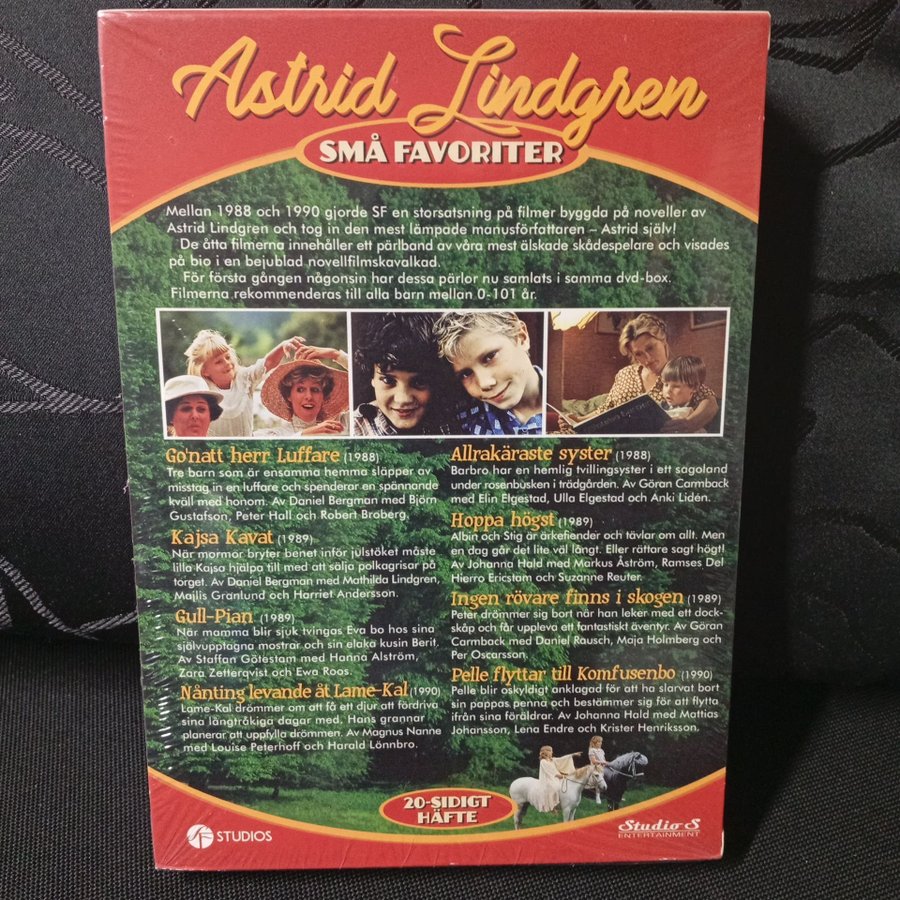 Astrid Lindgren
SMÅ FAVORITER
Mellan 1988 och 1990 gjorde SF en storsatsning på filmer byggda på noveller av
Astrid Lindgren och tog in den mest lämpade manusförfattaren – Astrid själv!
De åtta filmerna innehåller ett pärlband av våra mest älskade skådespelare och visades
på bio i en bejublad novellfilmskavalkad.
För första gången någonsin har dessa pärlor nu samlats i samma dvd-box.
Filmerna rekommenderas till alla barn mellan 0-101 år.
Go'natt herr Luffare (1988)
Tre barn som är ensamma hemma släpper av
misstag in en luffare och spenderar en spännande
kväll med honom. Av Daniel Bergman med Björn
Gustafson, Peter Hall och Robert Broberg.
Kajsa Kavat (1989)
När mormor bryter benet inför julstöket måste
lilla Kajsa hjälpa till med att sälja polkagrisar på
torget. Av Daniel Bergman med Mathilda Lindgren,
Majlis Granlund och Harriet Andersson.
Gull-Pian (1989)
När mamma blir sjuk tvingas Eva bo hos sina
självupptagna mostrar och sin elaka kusin Berit.
Av Staffan Götestam med Hanna Alström,
Zara Zetterqvist och Ewa Roos.
Nånting levande åt Lame-Kal (1990)
Lame-Kal drömmer om att få ett djur att fördriva
sina långtråkiga dagar med. Hans grannar
planerar att uppfylla drömmen. Av Magnus Nanne
med Louise Peterhoff och Harald Lönnbro.
Allrakäraste syster (1988)
Barbro har en hemlig tvillingsyster i ett sagoland
under rosenbusken i trädgården. Av Göran Carmback
med Elin Elgestad, Ulla Elgestad och Anki Lidén.
Hoppa högst (1989)
Albin och Stig är ärkefiender och tävlar om allt. Men
en dag går det lite väl långt. Eller rättare sagt högt!
Av Johanna Hald med Markus Åström, Ramses Del
Hierro Ericstam och Suzanne Reuter.
Ingen rövare finns i skogen (1989)
Peter drömmer sig bort när han leker med ett dock-
skåp och får uppleva ett fantastiskt äventyr. Av Göran
Carmback med Daniel Rausch, Maja Holmberg och
Per Oscarsson.
Pelle flyttar till Komfusenbo (1990)
Pelle blir oskyldigt anklagad för att ha slarvat bort
sin pappas penna och bestämmer sig för att flytta
ifrån sina föräldrar. Av Johanna Hald med Mattias
Johansson, Lena Endre och Krister Henriksson.
20-SIDIGT
HÄFTE
SF STUDIOS
Studio S
ENTERTAINMENT